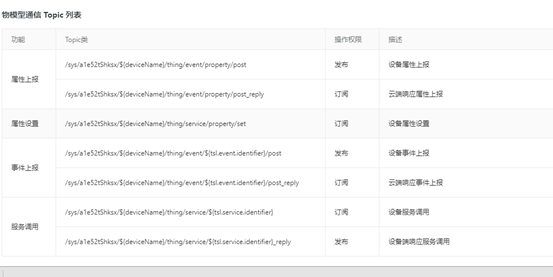 物模型通信 Topic 列表
功能 Topic类 操作权限 描述
属性上报 /sys/a1e52tShksx/${deviceName}/thing/event/property/post 发布 设备属性上报
/sys/a1e52tShksx/${deviceName}/thing/event/property/post_reply 订阅 云端响应属性上报
属性设置 /sys/a1e52tShksx/${deviceName}/thing/service/property/set 订阅 设备属性设置
事件上报 /sys/a1e52tShksx/${deviceName}/thing/event/${tsl.event.identifier}/post 发布 设备事件上报
/sys/a1e52tShksx/${deviceName}/thing/event/${tsl.event.identifier}/post_reply 订阅 云端响应事件上报
服务调用 /sys/a1e52tShksx/${deviceName}/thing/service/${tsl.service.identifier} 订阅 设备服务调用
/sys/a1e52tShksx/${deviceName}/thing/service/${tsl.service.identifier}_reply 发布 设备端响应服务调用